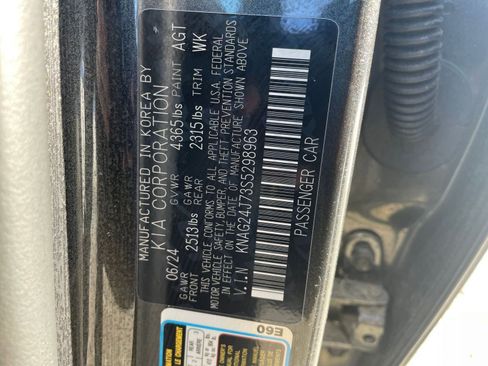 MANUFACTURED IN KOREA BY
KIA CORPORATION
06/24 GVWR 4365lbs PAINT AGT
GAWR FRONT 2513lbs GAWR REAR 2315lbs TRIM WK
THIS VEHICLE CONFORMS TO ALL APPLICABLE U.S.A. FEDERAL
MOTOR VEHICLE SAFETY, BUMPER, AND THEFT PREVENTION STANDARDS
IN EFFECT ON THE DATE OF MANUFACTURE SHOWN ABOVE
V.I.N KNAG24J73S5298963
PASSENGER CAR
E60
REAR